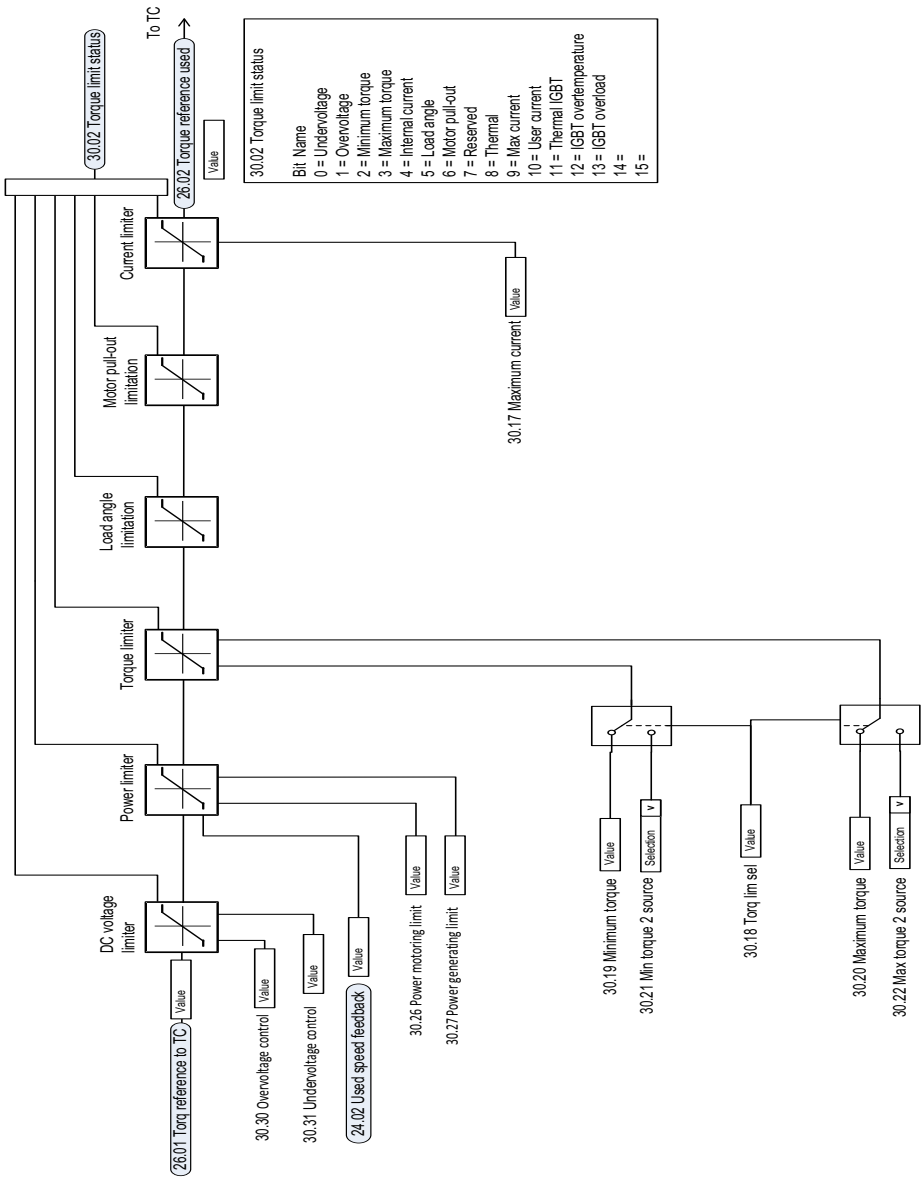 DC voltage
limiter
Power limiter
Torque limiter
Load angle
limitation
Motor pull-out
limitation
Current limiter
30.02 Torque limit status
To TC
26.01 Torq reference to TC
Value
26.02 Torque reference used
Value
30.30 Overvoltage control
Value
30.31 Undervoltage control
Value
24.02 Used speed feedback
Value
30.26 Power motoring limit
Value
30.27 Power generating limit
Value
30.19 Minimum torque
Value
30.21 Min torque 2 source
Selection
v
30.18 Torq lim sel
Value
30.20 Maximum torque
Value
30.22 Max torque 2 source
Selection
v
30.17 Maximum current
Value
30.02 Torque limit status
Bit Name
0 = Undervoltage
1 = Overvoltage
2 = Minimum torque
3 = Maximum torque
4 = Internal current
5 = Load angle
6 = Motor pull-out
7 = Reserved
8 = Thermal
9 = Max current
10 = User current
11 = Thermal IGBT
12 = IGBT overtemperature
13 = IGBT overload
14 =
15 =